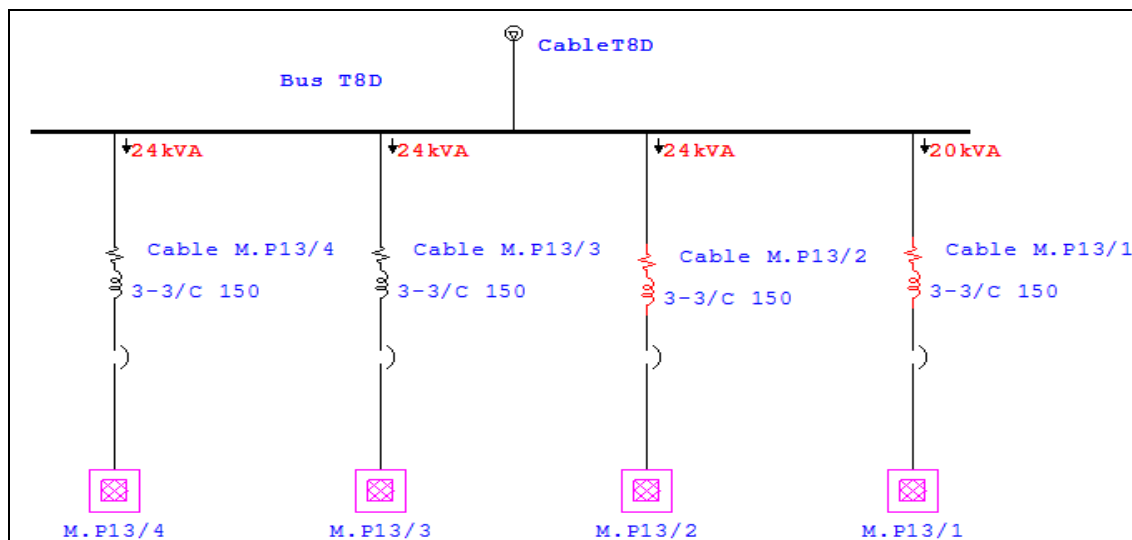 CableT8D
Bus T8D
24kVA 24kVA 24kVA 20kVA
Cable M.P13/4 Cable M.P13/3 Cable M.P13/2 Cable M.P13/1
3-3/C 150 3-3/C 150 3-3/C 150 3-3/C 150
M.P13/4 M.P13/3 M.P13/2 M.P13/1